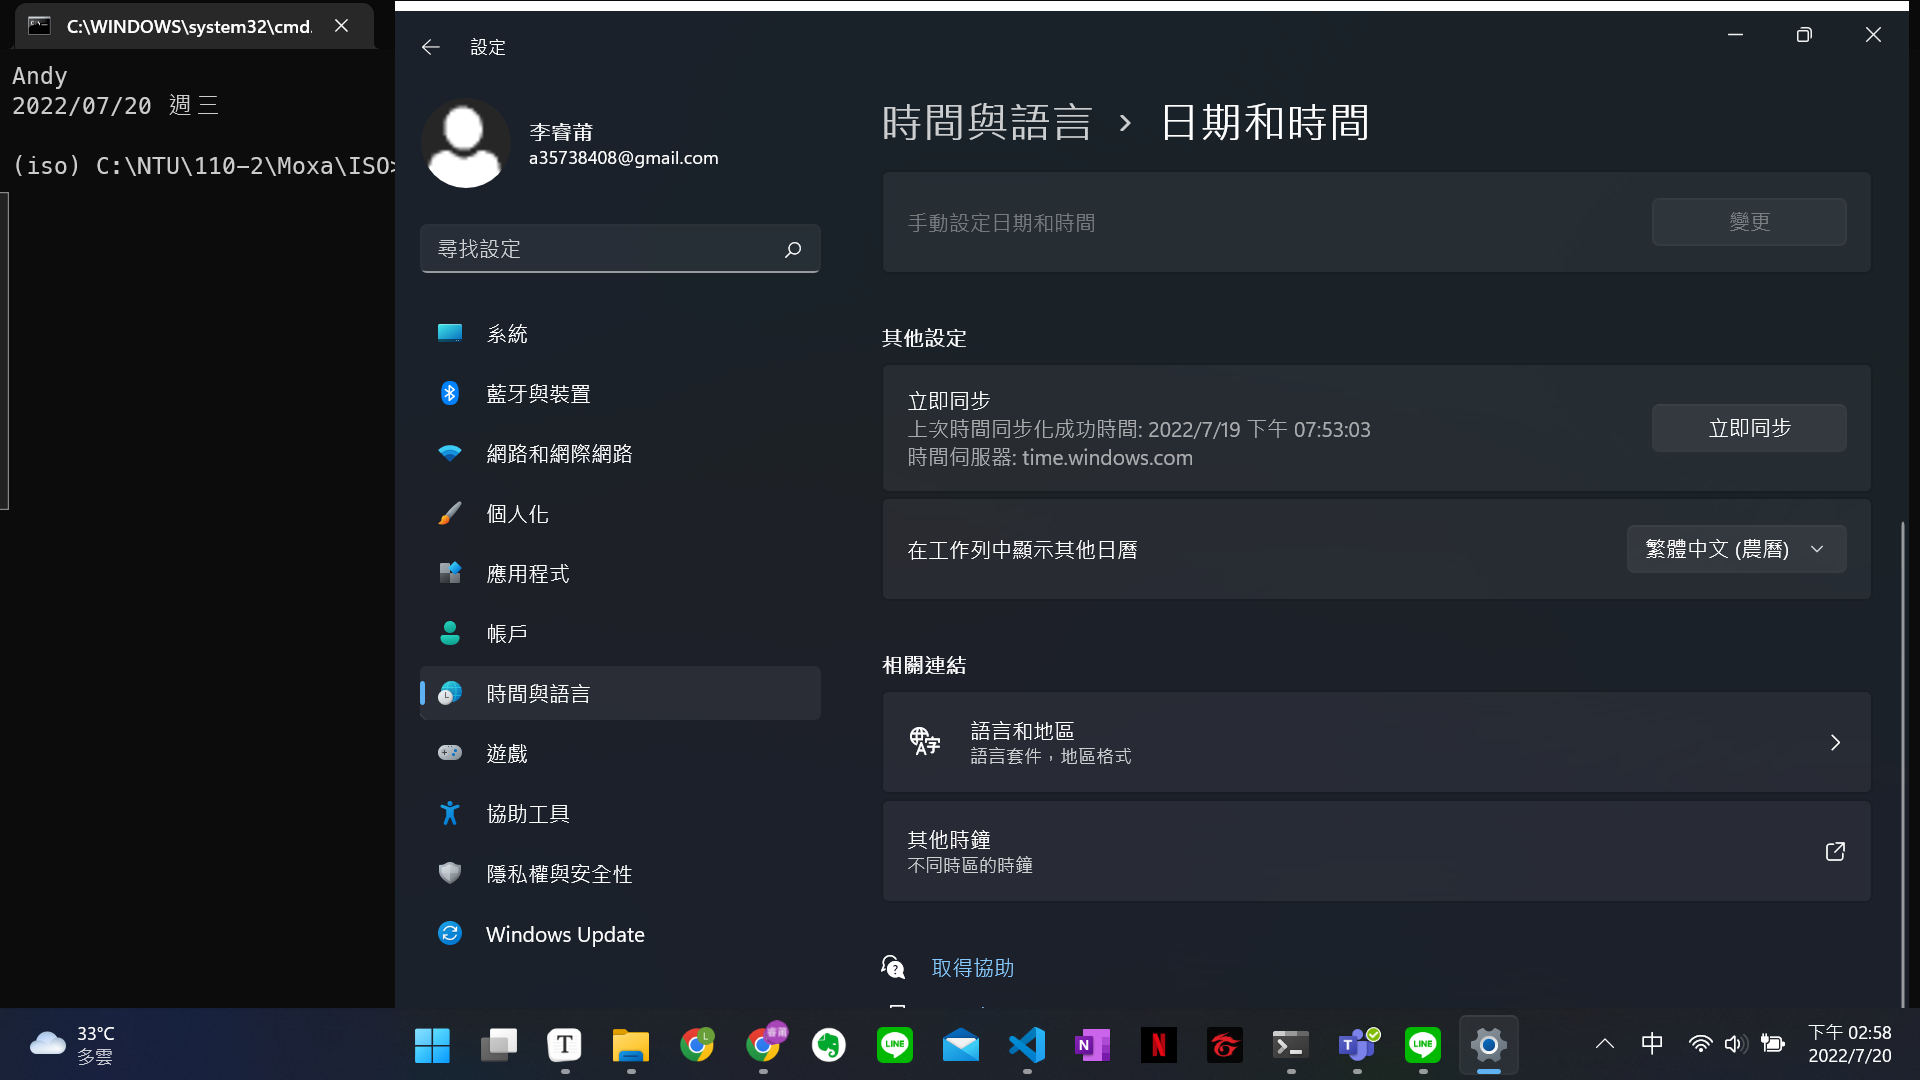 C:\WINDOWS\system32\cmd.
Andy
2022/07/20 週三
(iso) C:\NTU\110-2\Moxa\ISO>
設定
李睿莆
a35738408@gmail.com
尋找設定
系統
藍牙與裝置
網路和網際網路
個人化
應用程式
帳戶
時間與語言
遊戲
協助工具
隱私權與安全性
Windows Update
時間與語言 › 日期和時間
手動設定日期和時間
變更
其他設定
立即同步
上次時間同步化成功時間: 2022/7/19 下午 07:53:03
時間伺服器: time.windows.com
立即同步
在工作列中顯示其他日曆
繁體中文 (農曆)
相關連結
語言和地區
語言套件，地區格式
其他時鐘
不同時區的時鐘
取得協助
33°C
多雲
中
下午 02:58
2022/7/20